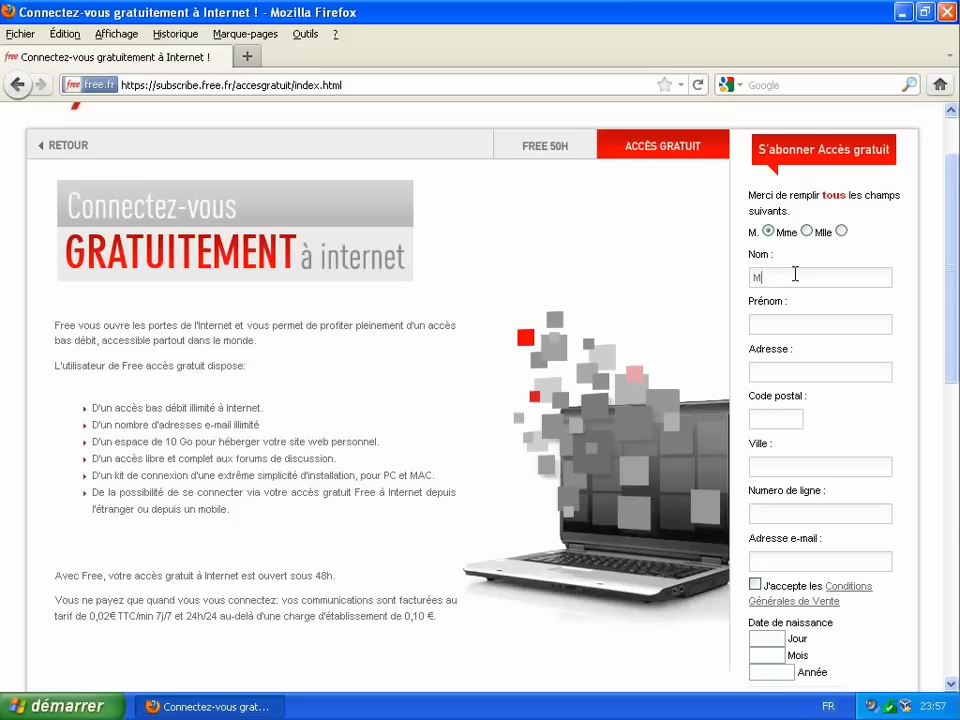 Connectez-vous gratuitement à Internet ! - Mozilla Firefox
Fichier Édition Affichage Historique Marque-pages Outils ?
free Connectez-vous gratuitement à Internet ! +
free free.fr https://subscribe.free.fr/accesgratuit/index.html Google
RETOUR FREE 50H ACCÈS GRATUIT
Connectez-vous
GRATUITEMENT à internet
Free vous ouvre les portes de l'Internet et vous permet de profiter pleinement d'un accès
bas débit, accessible partout dans le monde.
L'utilisateur de Free accès gratuit dispose:
D'un accès bas débit illimité à Internet.
D'un nombre d'adresses e-mail illimité
D'un espace de 10 Go pour héberger votre site web personnel.
D'un accès libre et complet aux forums de discussion.
D'un kit de connexion d'une extrême simplicité d'installation, pour PC et MAC.
De la possibilité de se connecter via votre accès gratuit Free à Internet depuis
l'étranger ou depuis un mobile.
Avec Free, votre accès gratuit à Internet est ouvert sous 48h.
Vous ne payez que quand vous vous connectez: vos communications sont facturées au
tarif de 0,02€ TTC/min 7j/7 et 24h/24 au-delà d'une charge d'établissement de 0,10 €.
S'abonner Accès gratuit
Merci de remplir tous les champs
suivants.
M. Mme Mlle
Nom :
M
Prénom :
Adresse :
Code postal :
Ville :
Numero de ligne :
Adresse e-mail :
J'accepte les Conditions
Générales de Vente
Date de naissance
Jour
Mois
Année
démarrer Connectez-vous grat... FR 23:57